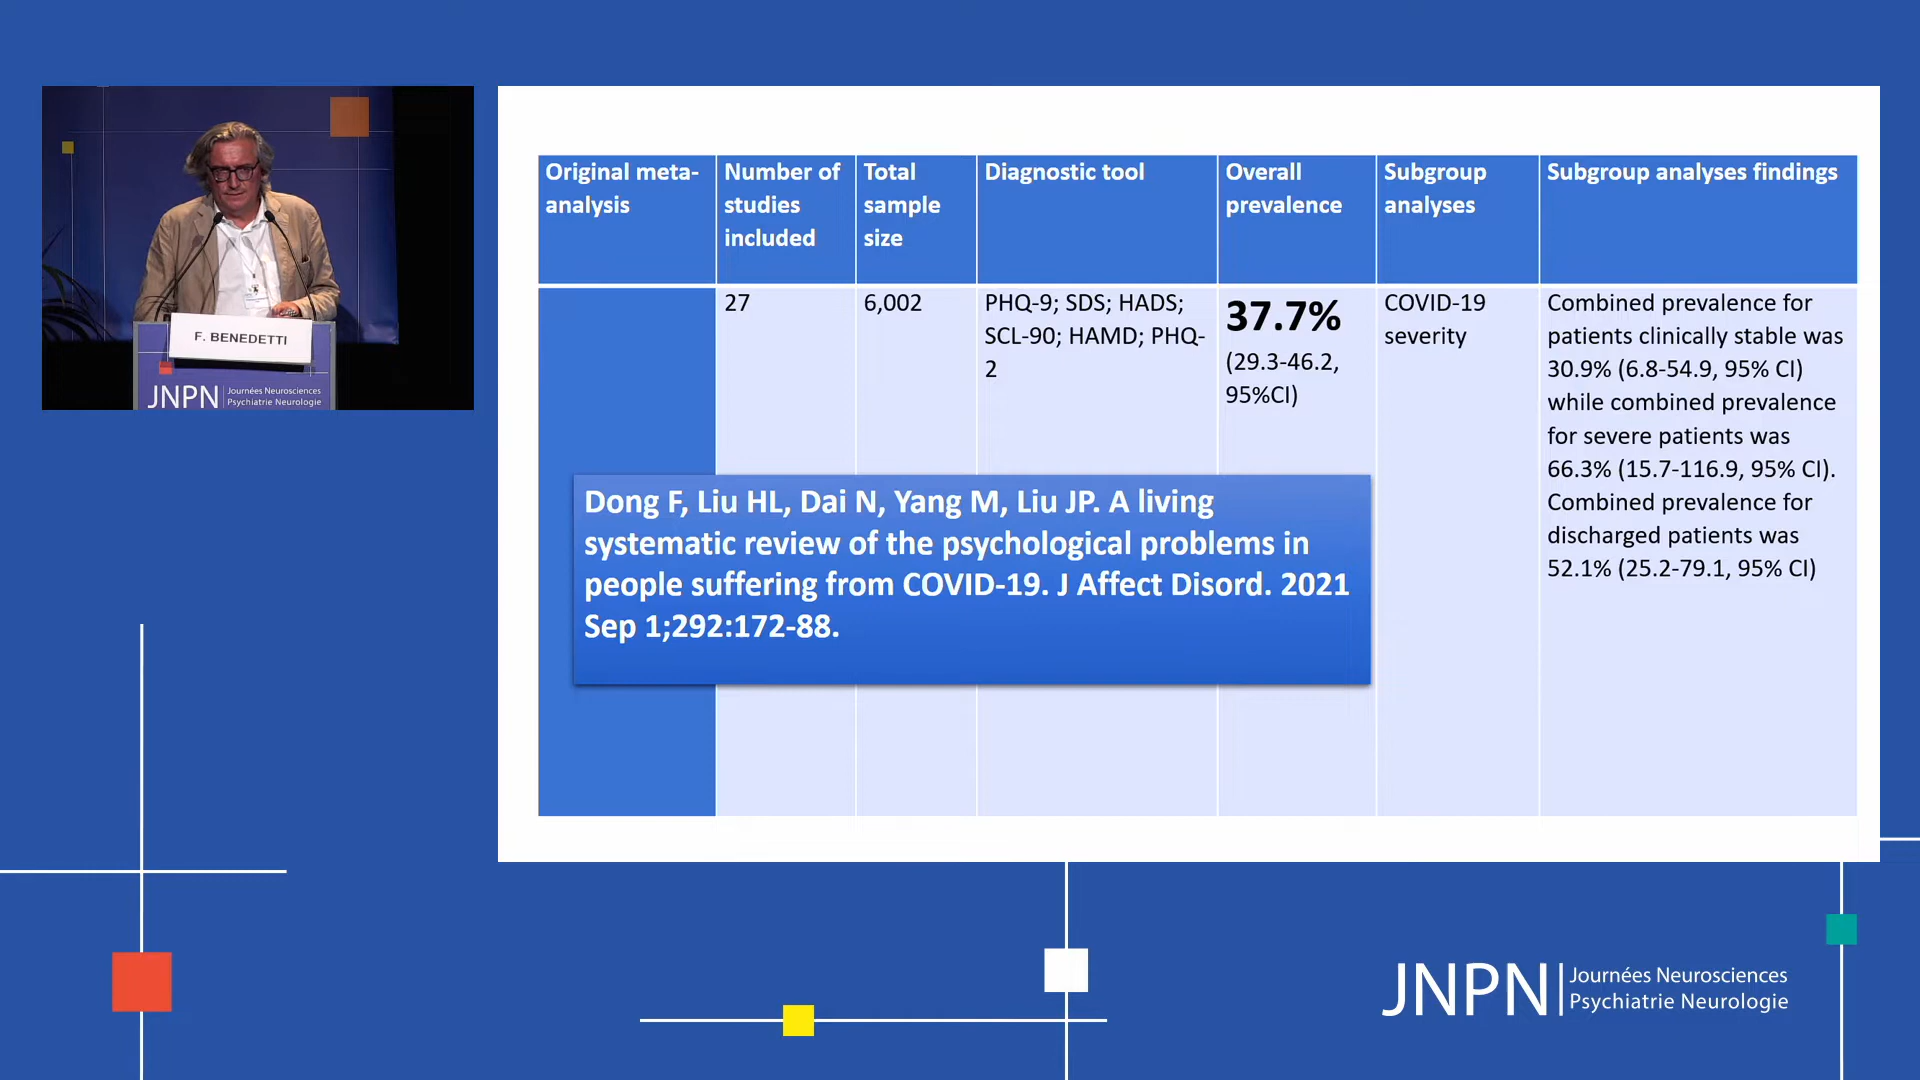 F. BENEDETTI
JNPN
Journées Neurosciences
Psychiatrie Neurologie
Original meta-
analysis
Number of
studies
included
Total
sample
size
Diagnostic tool
Overall
prevalence
Subgroup
analyses
Subgroup analyses findings
27
6,002
PHQ-9; SDS; HADS;
SCL-90; HAMD; PHQ-
2
37.7%
(29.3-46.2,
95%CI)
COVID-19
severity
Combined prevalence for
patients clinically stable was
30.9% (6.8-54.9, 95% CI)
while combined prevalence
for severe patients was
66.3% (15.7-116.9, 95% CI).
Combined prevalence for
discharged patients was
52.1% (25.2-79.1, 95% CI)
Dong F, Liu HL, Dai N, Yang M, Liu JP. A living
systematic review of the psychological problems in
people suffering from COVID-19. J Affect Disord. 2021
Sep 1;292:172-88.
JNPN
Journées Neurosciences
Psychiatrie Neurologie